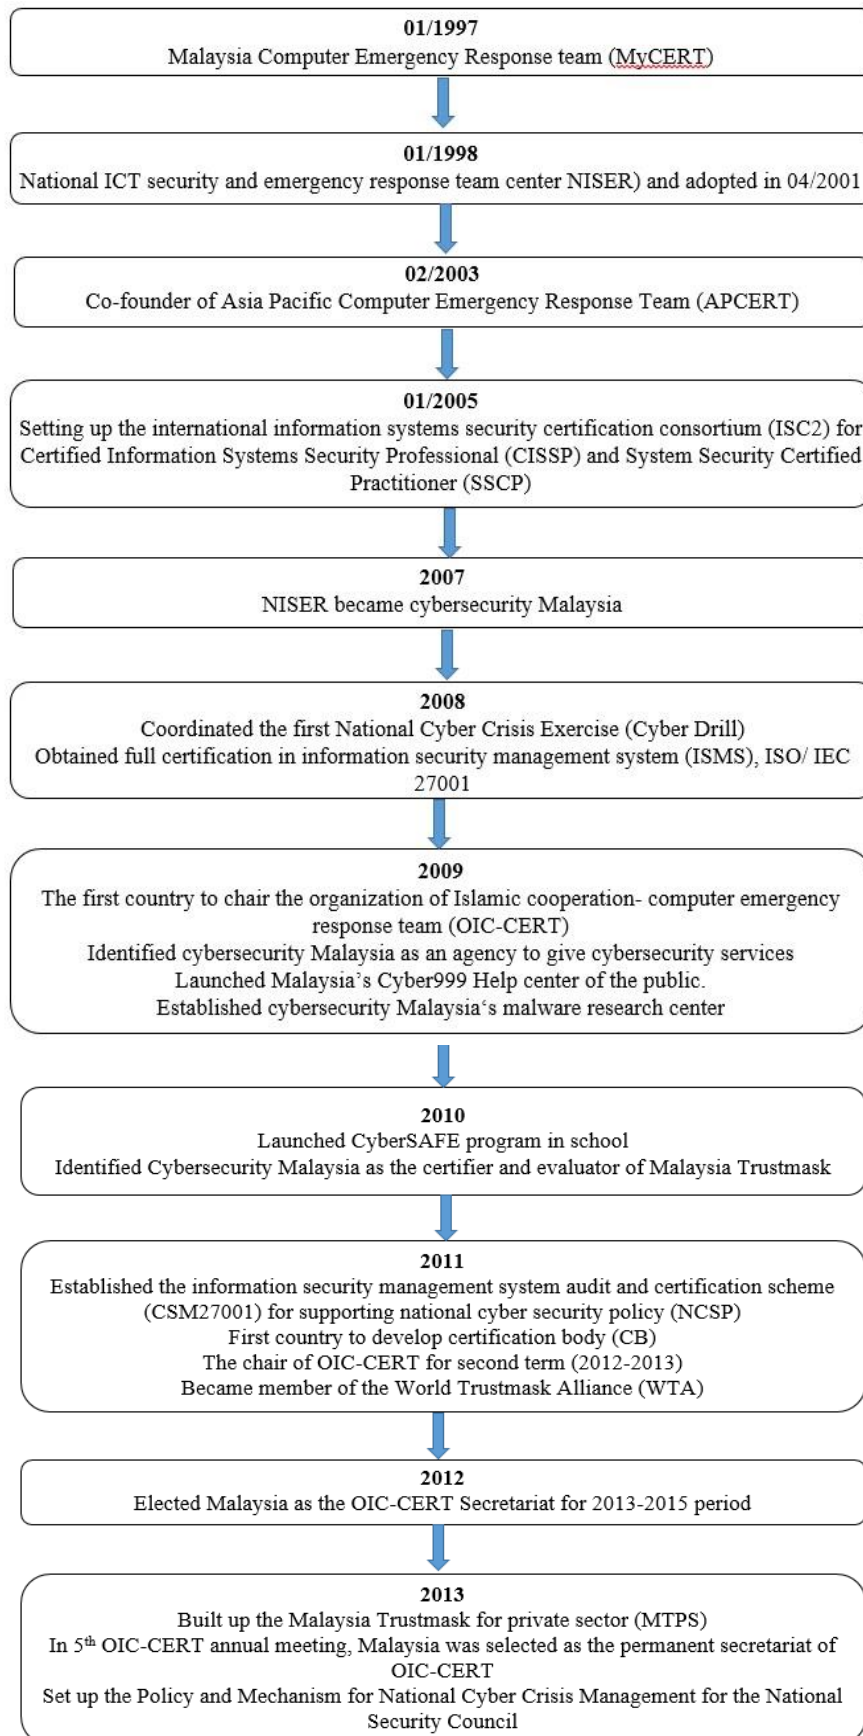 01/1997
Malaysia Computer Emergency Response team (MyCERT)
01/1998
National ICT security and emergency response team center NISER) and adopted in 04/2001
02/2003
Co-founder of Asia Pacific Computer Emergency Response Team (APCERT)
01/2005
Setting up the international information systems security certification consortium (ISC2) for
Certified Information Systems Security Professional (CISSP) and System Security Certified
Practitioner (SSCP)
2007
NISER became cybersecurity Malaysia
2008
Coordinated the first National Cyber Crisis Exercise (Cyber Drill)
Obtained full certification in information security management system (ISMS), ISO/ IEC
27001
2009
The first country to chair the organization of Islamic cooperation- computer emergency
response team (OIC-CERT)
Identified cybersecurity Malaysia as an agency to give cybersecurity services
Launched Malaysia’s Cyber999 Help center of the public.
Established cybersecurity Malaysia‘s malware research center
2010
Launched CyberSAFE program in school
Identified Cybersecurity Malaysia as the certifier and evaluator of Malaysia Trustmask
2011
Established the information security management system audit and certification scheme
(CSM27001) for supporting national cyber security policy (NCSP)
First country to develop certification body (CB)
The chair of OIC-CERT for second term (2012-2013)
Became member of the World Trustmask Alliance (WTA)
2012
Elected Malaysia as the OIC-CERT Secretariat for 2013-2015 period
2013
Built up the Malaysia Trustmask for private sector (MTPS)
In 5th OIC-CERT annual meeting, Malaysia was selected as the permanent secretariat of
OIC-CERT
Set up the Policy and Mechanism for National Cyber Crisis Management for the National
Security Council